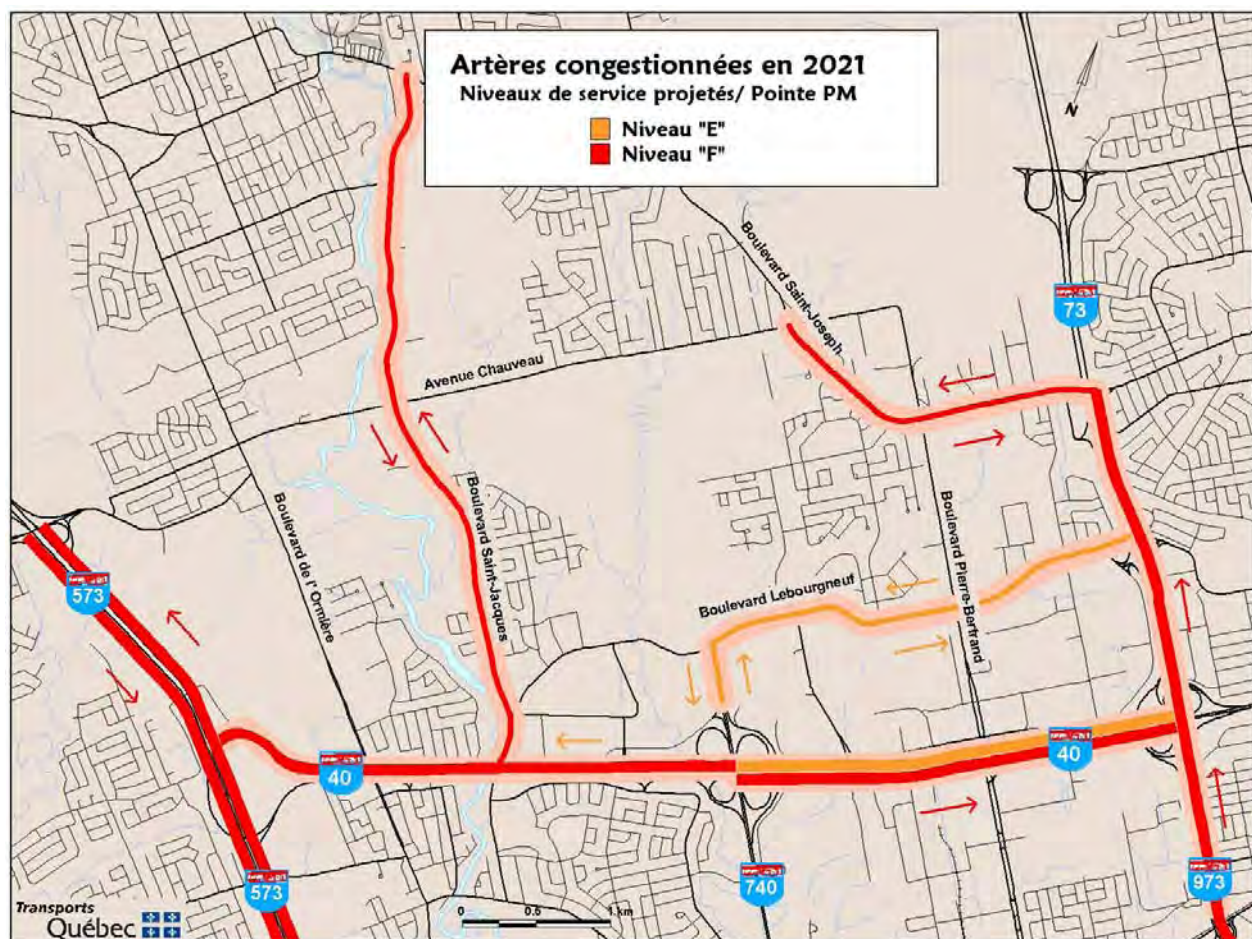 Artères congestionnées en 2021
Niveaux de service projetés/ Pointe PM
Niveau "E"
Niveau "F"
N
Boulevard Saint-Joseph
73
Avenue Chauveau
Boulevard Saint-Jacques
Boulevard de l' Ormière
Boulevard Pierre-Bertrand
573
Boulevard Lebourgneuf
40
40
573
740
973
0 0.5 1 km
Transports
Québec